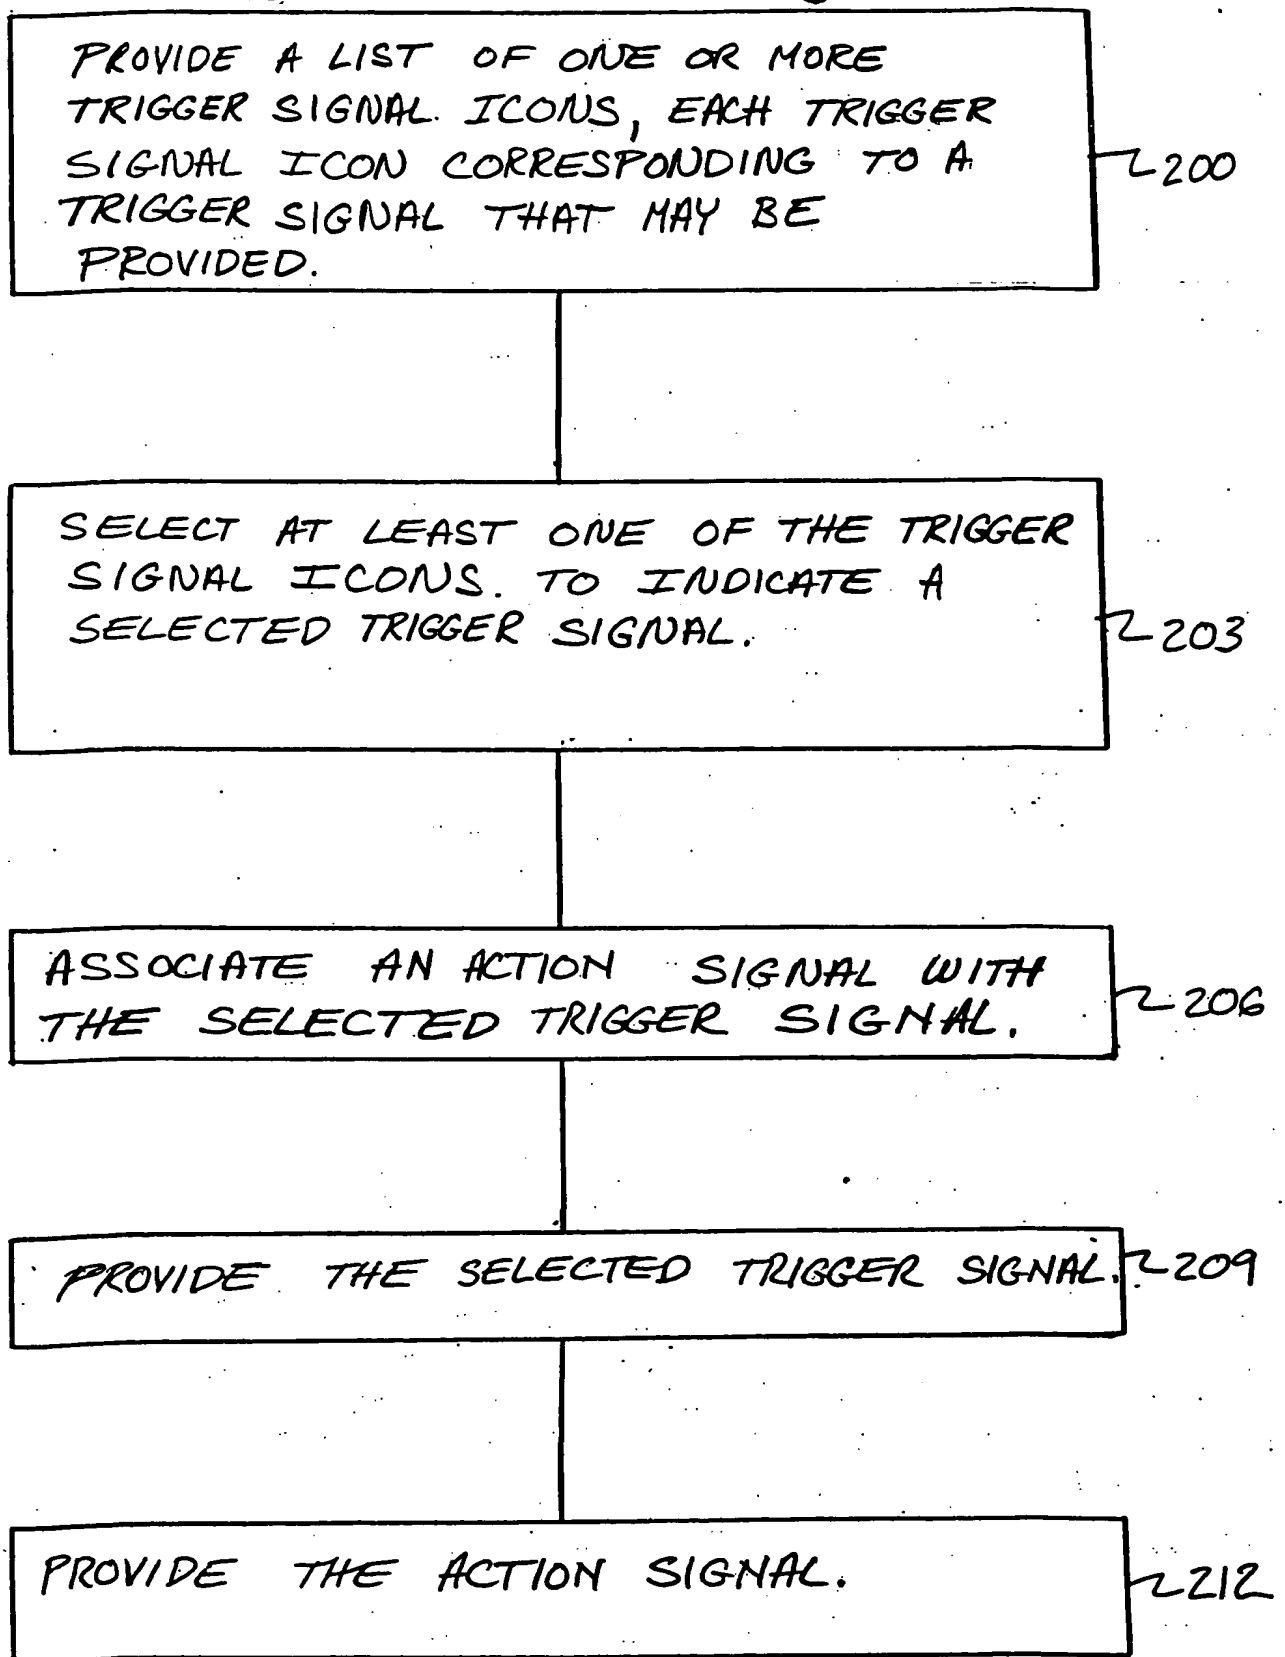 PROVIDE A LIST OF ONE OR MORE
TRIGGER SIGNAL ICONS, EACH TRIGGER
SIGNAL ICON CORRESPONDING TO A
TRIGGER SIGNAL THAT MAY BE
PROVIDED.
200
SELECT AT LEAST ONE OF THE TRIGGER
SIGNAL ICONS. TO INDICATE A
SELECTED TRIGGER SIGNAL.
203
ASSOCIATE AN ACTION SIGNAL WITH
THE SELECTED TRIGGER SIGNAL.
206
PROVIDE THE SELECTED TRIGGER SIGNAL.
209
PROVIDE THE ACTION SIGNAL.
212